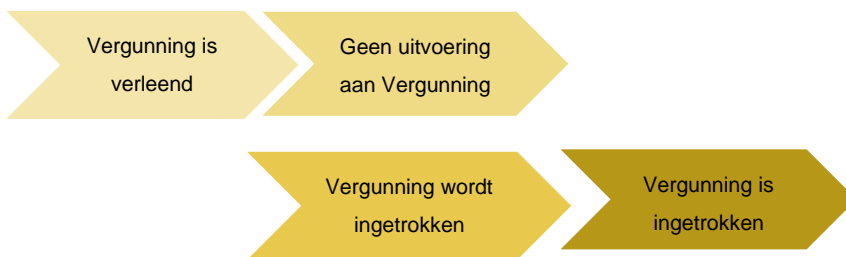 Vergunning is
verleend
Geen uitvoering
aan Vergunning
Vergunning wordt
ingetrokken
Vergunning is
ingetrokken